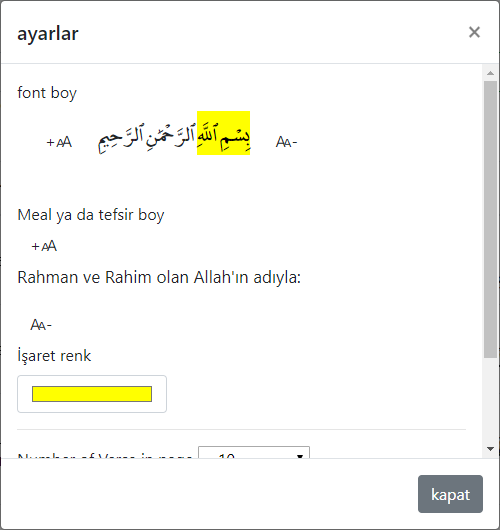 ayarlar ×
font boy
+AA بِسْمِ ٱللَّهِ ٱلرَّحْمَٰنِ ٱلرَّحِيمِ AA-
Meal ya da tefsir boy
+AA
Rahman ve Rahim olan Allah'ın adıyla:
AA-
İşaret renk
Number of Verse in page 10
kapat